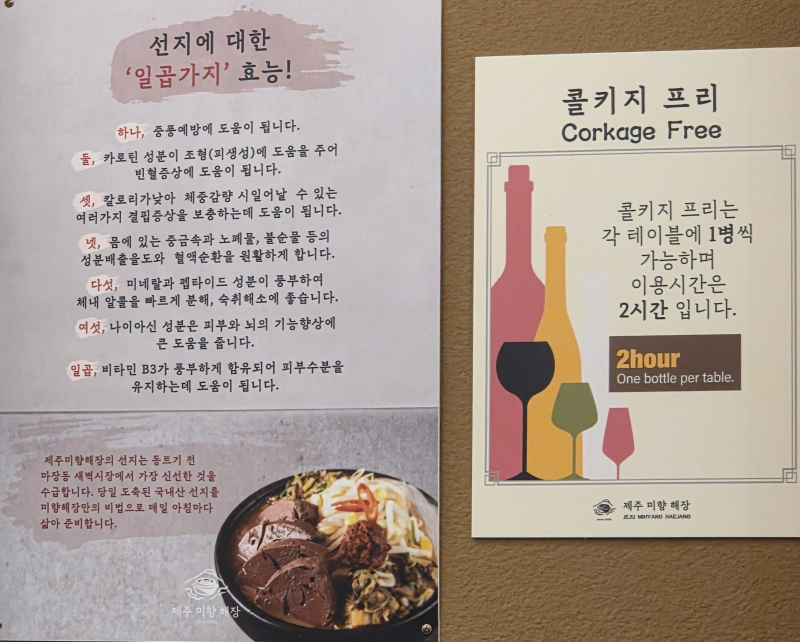 선지에 대한
‘일곱가지’ 효능!
하나, 중풍예방에 도움이 됩니다.
둘, 카로틴 성분이 조형(피생성)에 도움을 주어
빈혈증상에 도움이 됩니다.
셋, 칼로리가낮아 체중감량 시일어날 수 있는
여러가지 결핍증상을 보충하는데 도움이 됩니다.
넷, 몸에 있는 중금속과 노폐물, 불순물 등의
성분배출을도와 혈액순환을 원활하게 합니다.
다섯, 미네랄과 펩타이드 성분이 풍부하여
체내 알콜을 빠르게 분해, 숙취해소에 좋습니다.
여섯, 나이아신 성분은 피부와 뇌의 기능향상에
큰 도움을 줍니다.
일곱, 비타민 B3가 풍부하게 함유되어 피부수분을
유지하는데 도움이 됩니다.
제주미향해장의 선지는 동트기 전
마장동 새벽시장에서 가장 신선한 것을
수급합니다. 당일 도축된 국내산 선지를
미향해장만의 비법으로 매일 아침마다
삶아 준비합니다.
제주 미향 해장
콜키지 프리
Corkage Free
콜키지 프리는
각 테이블에 1병씩
가능하며
이용시간은
2시간 입니다.
2hour
One bottle per table.
제주 미향 해장
JEJU MIHYANG HAEJANG